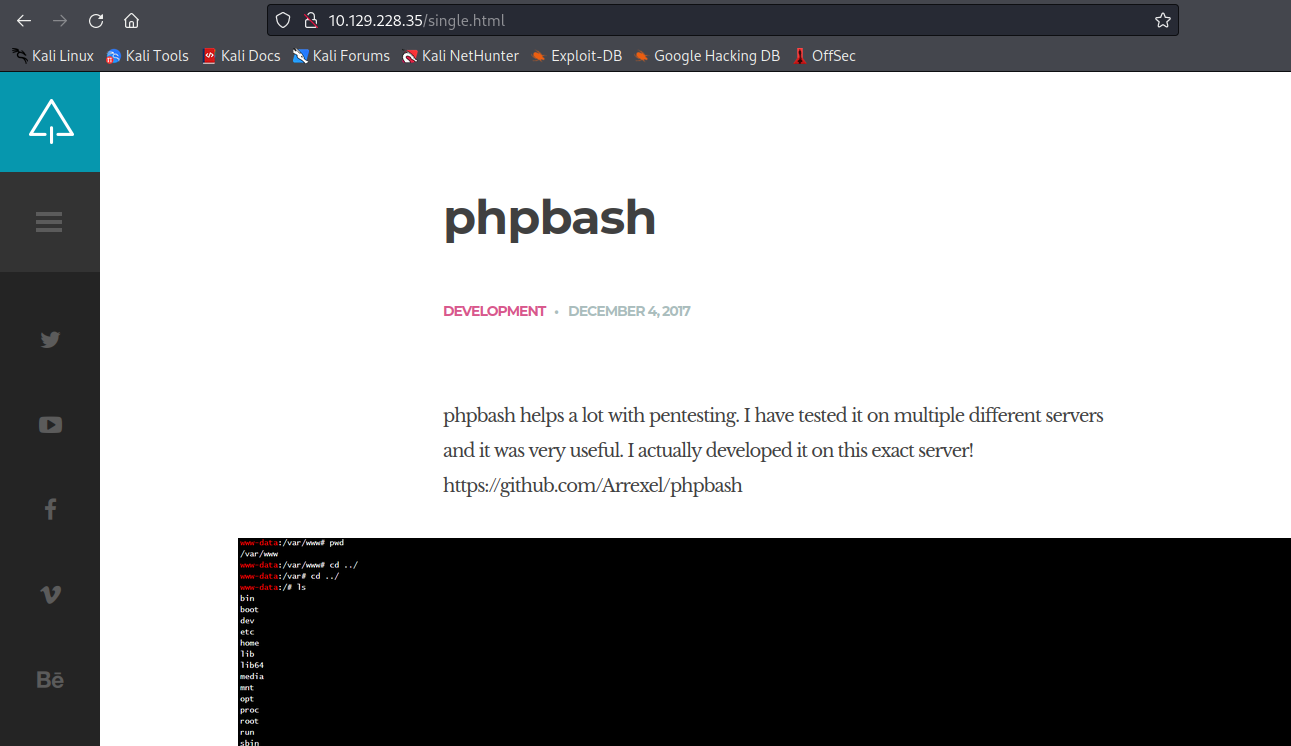 10.129.228.35/single.html
Kali Linux Kali Tools Kali Docs Kali Forums Kali NetHunter Exploit-DB Google Hacking DB OffSec
phpbash
DEVELOPMENT • DECEMBER 4, 2017
phpbash helps a lot with pentesting. I have tested it on multiple different servers
and it was very useful. I actually developed it on this exact server!
https://github.com/Arrexel/phpbash
Bē
www-data:/var/www# pwd
/var/www
www-data:/var/www# cd ../
www-data:/var# cd ../
www-data:/# ls
bin
boot
dev
etc
home
lib
lib64
media
mnt
opt
proc
root
run
sbin